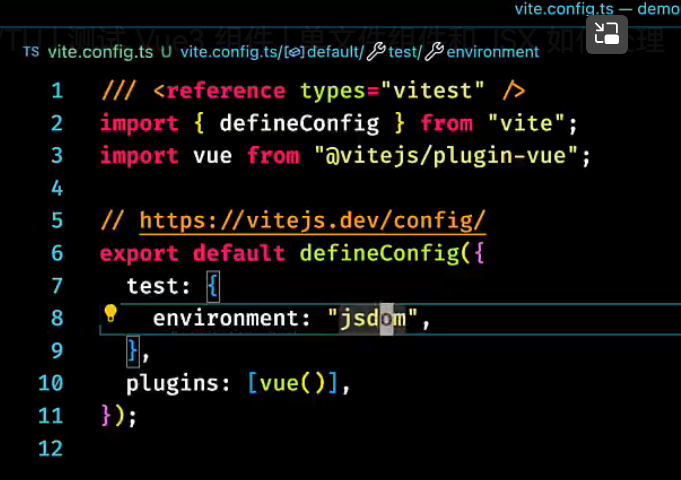 vite.config.ts — demo
测试 Vue3 组件 | 单文件组件和 JSX 如何处理
TS vite.config.ts U vite.config.ts/default/test/environment
1 /// <reference types="vitest" />
2 import { defineConfig } from "vite";
3 import vue from "@vitejs/plugin-vue";
4
5 // https://vitejs.dev/config/
6 export default defineConfig({
7 test: {
8 environment: "jsdom",
9 },
10 plugins: [vue()],
11 });
12